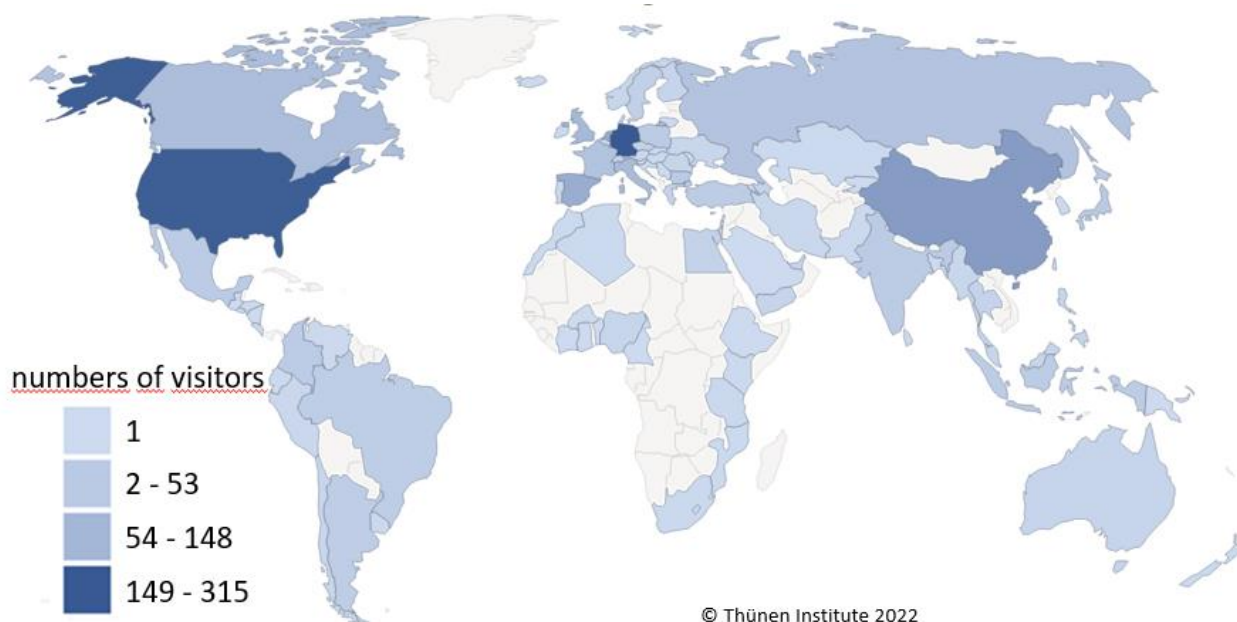 numbers of visitors
1
2 - 53
54 - 148
149 - 315
© Thünen Institute 2022